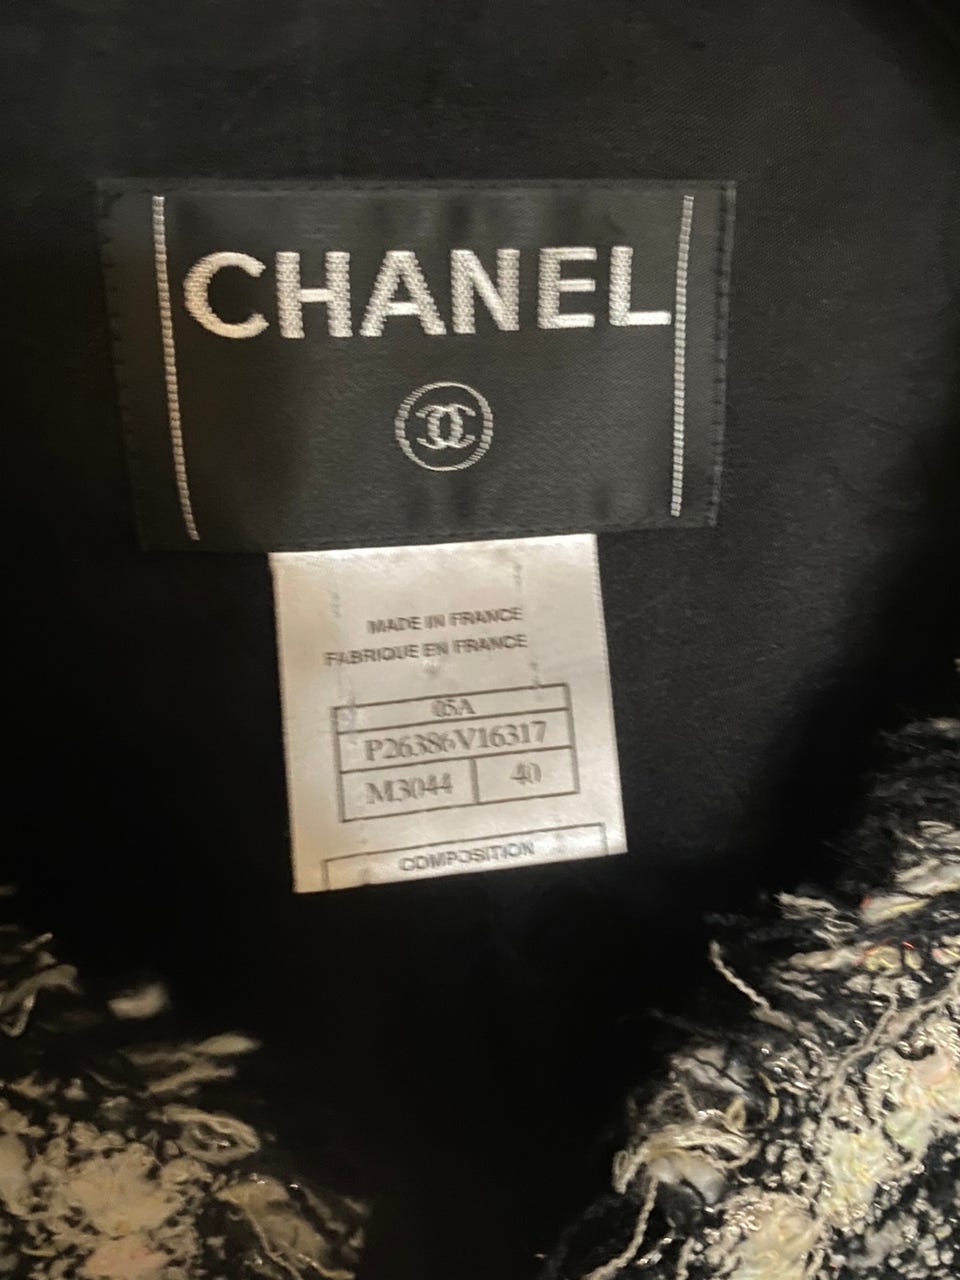 CHANEL
MADE IN FRANCE
FABRIQUE EN FRANCE
05A
P26386V16317
M3044 40
COMPOSITION